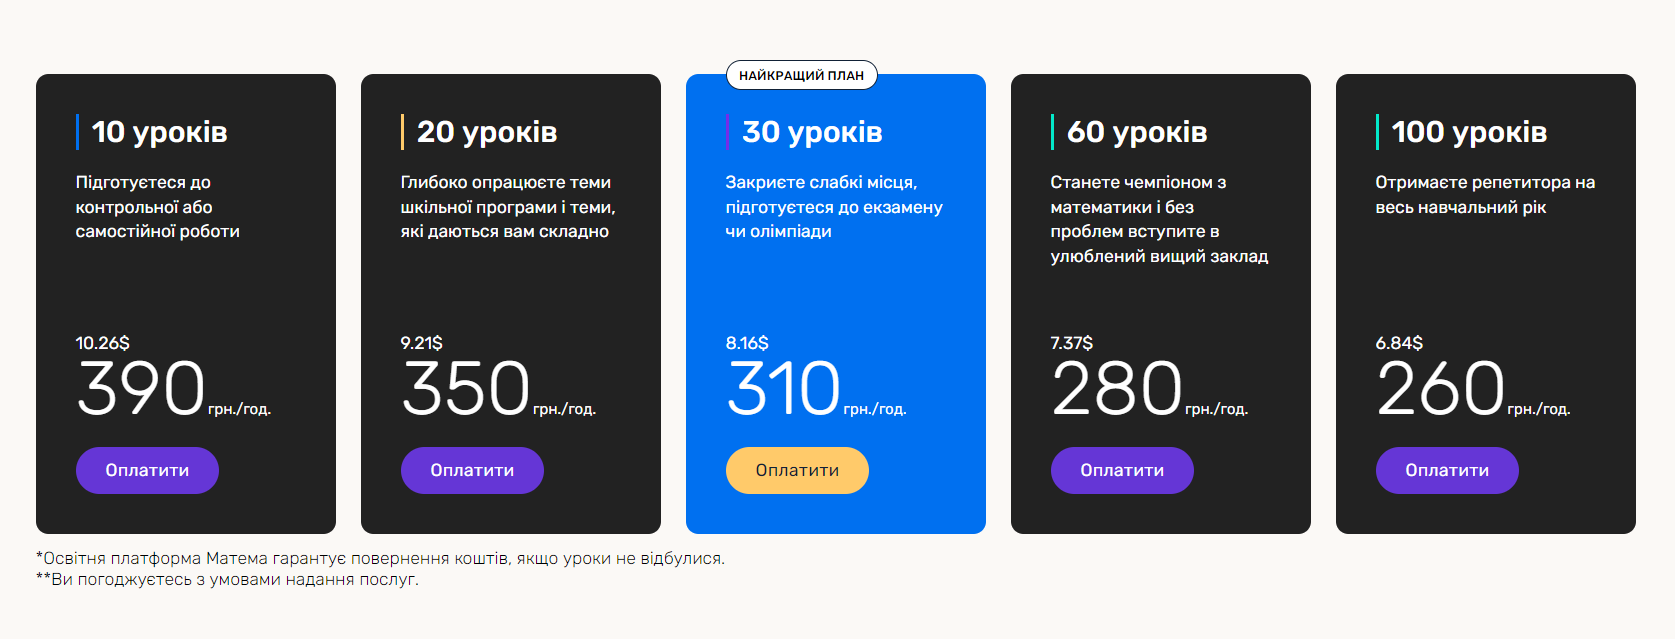 10 уроків
Підготуєтеся до
контрольної або
самостійної роботи
10.26$
390 грн./год.
Оплатити
20 уроків
Глибоко опрацюєте теми
шкільної програми і теми,
які даються вам складно
9.21$
350 грн./год.
Оплатити
НАЙКРАЩИЙ ПЛАН
30 уроків
Закриєте слабкі місця,
підготуєтеся до екзамену
чи олімпіади
8.16$
310 грн./год.
Оплатити
60 уроків
Станете чемпіоном з
математики і без
проблем вступите в
улюблений вищий заклад
7.37$
280 грн./год.
Оплатити
100 уроків
Отримаєте репетитора на
весь навчальний рік
6.84$
260 грн./год.
Оплатити
*Освітня платформа Матема гарантує повернення коштів, якщо уроки не відбулися.
**Ви погоджуєтесь з умовами надання послуг.